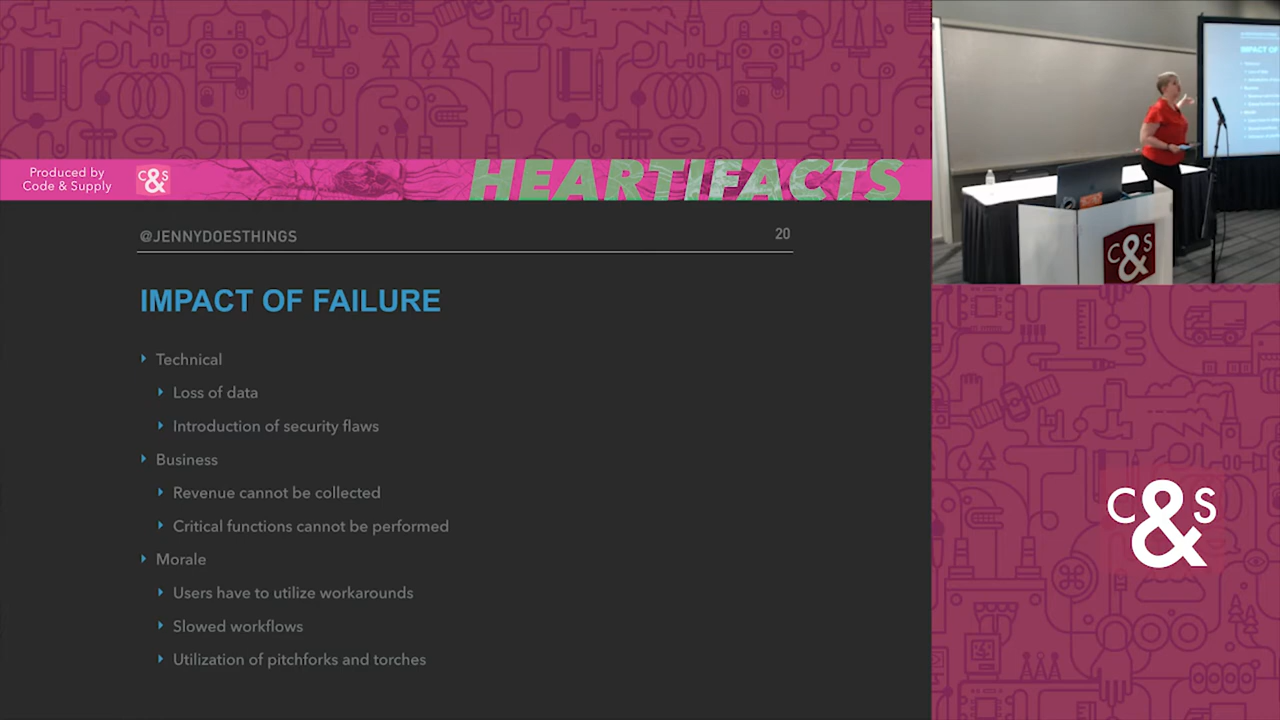 Produced by
Code & Supply
C&S
HEARTIFACTS
@JENNYDOESTHINGS
20
IMPACT OF FAILURE
Technical
Loss of data
Introduction of security flaws
Business
Revenue cannot be collected
Critical functions cannot be performed
Morale
Users have to utilize workarounds
Slowed workflows
Utilization of pitchforks and torches
IMPACT OF
C&S
C&S